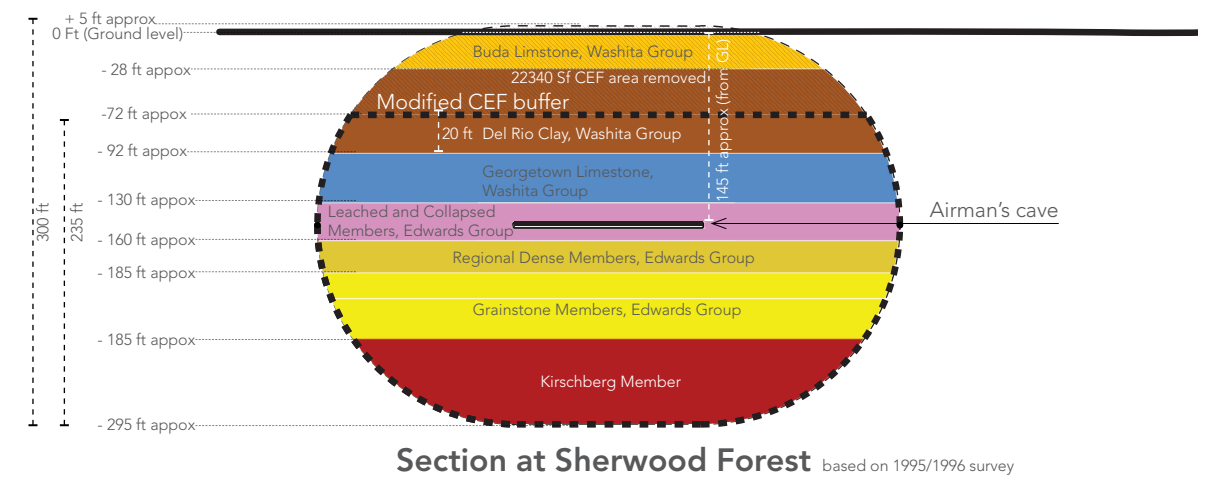 + 5 ft approx
0 Ft (Ground level)
Buda Limstone, Washita Group
- 28 ft appox
22340 Sf CEF area removed
Modified CEF buffer
-72 ft appox
20 ft Del Rio Clay, Washita Group
- 92 ft appox
145 ft approx (from GL)
Georgetown Limestone,
Washita Group
- 130 ft appox
Leached and Collapsed
Members, Edwards Group
Airman's cave
300 ft
235 ft
- 160 ft appox
Regional Dense Members, Edwards Group
- 185 ft appox
Grainstone Members, Edwards Group
- 185 ft appox
Kirschberg Member
- 295 ft appox
Section at Sherwood Forest based on 1995/1996 survey